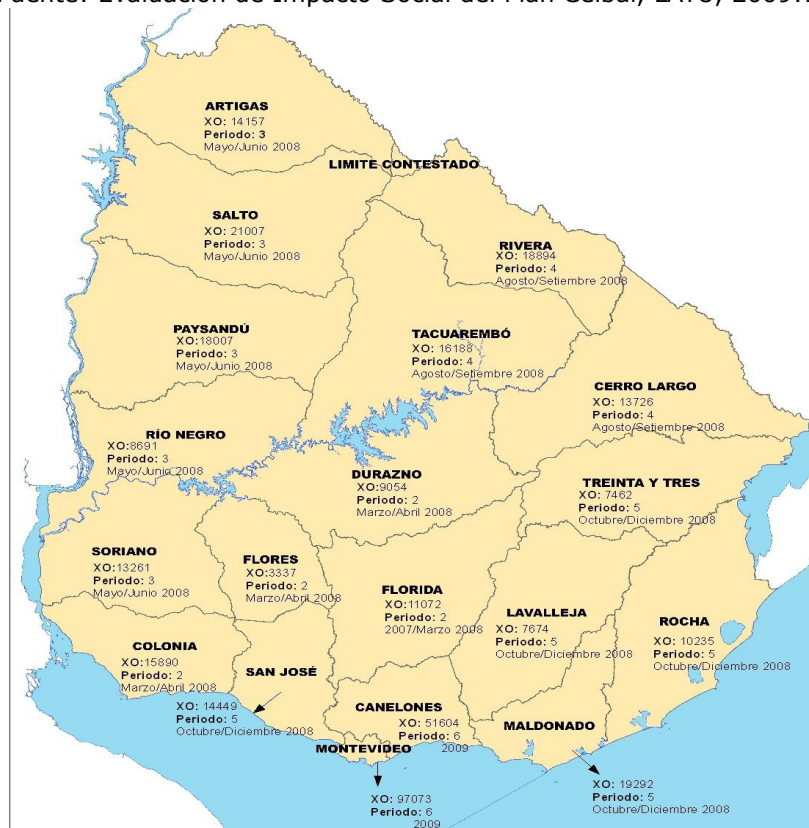 Fuente: Evaluación de Impacto Social del Plan Ceibal, LATU, 2009.
ARTIGAS
XO: 14157
Periodo: 3
Mayo/Junio 2008
LIMITE CONTESTADO
SALTO
XO: 21007
Periodo: 3
Mayo/Junio 2008
RIVERA
XO: 18894
Periodo: 4
Agosto/Setiembre 2008
PAYSANDÚ
XO:18007
Periodo: 3
Mayo/Junio 2008
TACUAREMBÓ
XO: 16188
Periodo: 4
Agosto/Setiembre 2008
CERRO LARGO
XO: 13726
Periodo: 4
Agosto/Setiembre 2008
RÍO NEGRO
XO:8691
Periodo: 3
Mayo/Junio 2008
DURAZNO
XO:9054
Periodo: 2
Marzo/Abril 2008
TREINTA Y TRES
XO: 7462
Periodo: 5
Octubre/Diciembre 2008
SORIANO
XO:13261
Periodo: 3
Mayo/Junio 2008
FLORES
XO:3337
Periodo: 2
Marzo/Abril 2008
FLORIDA
XO:11072
Periodo: 2
2007/Marzo 2008
LAVALLEJA
XO: 7674
Periodo: 5
Octubre/Diciembre 2008
ROCHA
XO: 10235
Periodo: 5
Octubre/Diciembre 2008
COLONIA
XO:15890
Periodo: 2
Marzo/Abril 2008
SAN JOSÉ
XO: 14449
Periodo: 5
Octubre/Diciembre 2008
CANELONES
XO: 51604
Periodo: 6
2009
MALDONADO
XO: 19292
Periodo: 5
Octubre/Diciembre 2008
MONTEVIDEO
XO: 97073
Periodo: 6
2009